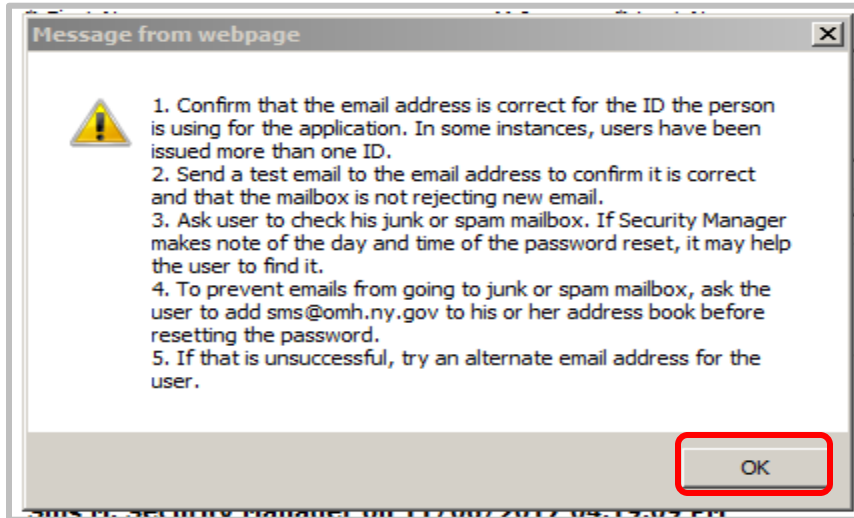 Message from webpage
1. Confirm that the email address is correct for the ID the person
is using for the application. In some instances, users have been
issued more than one ID.
2. Send a test email to the email address to confirm it is correct
and that the mailbox is not rejecting new email.
3. Ask user to check his junk or spam mailbox. If Security Manager
makes note of the day and time of the password reset, it may help
the user to find it.
4. To prevent emails from going to junk or spam mailbox, ask the
user to add sms@omh.ny.gov to his or her address book before
resetting the password.
5. If that is unsuccessful, try an alternate email address for the
user.
OK